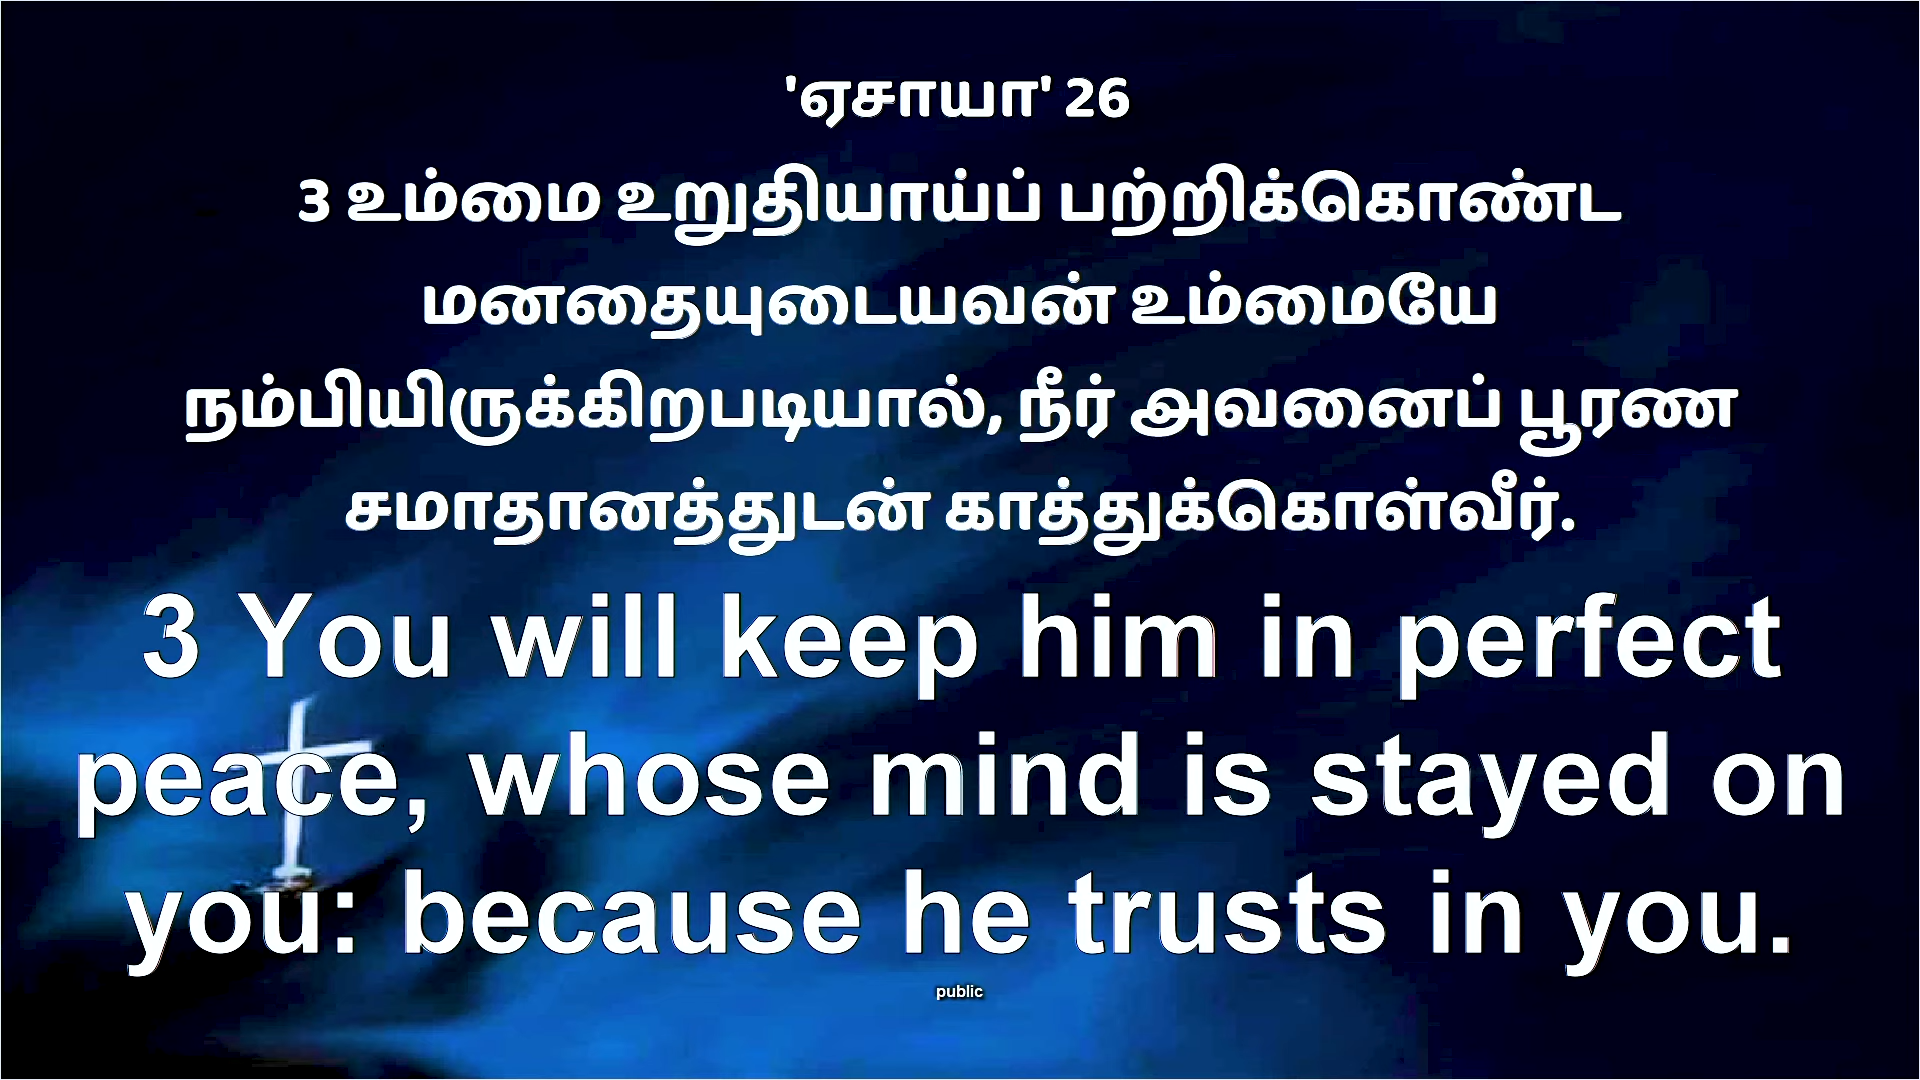 'ஏசாயா' 26
3 உம்மை உறுதியாய்ப் பற்றிக்கொண்ட
மனதையுடையவன் உம்மையே
நம்பியிருக்கிறபடியால், நீர் அவனைப் பூரண
சமாதானத்துடன் காத்துக்கொள்வீர்.
3 You will keep him in perfect
peace, whose mind is stayed on
you: because he trusts in you.
public